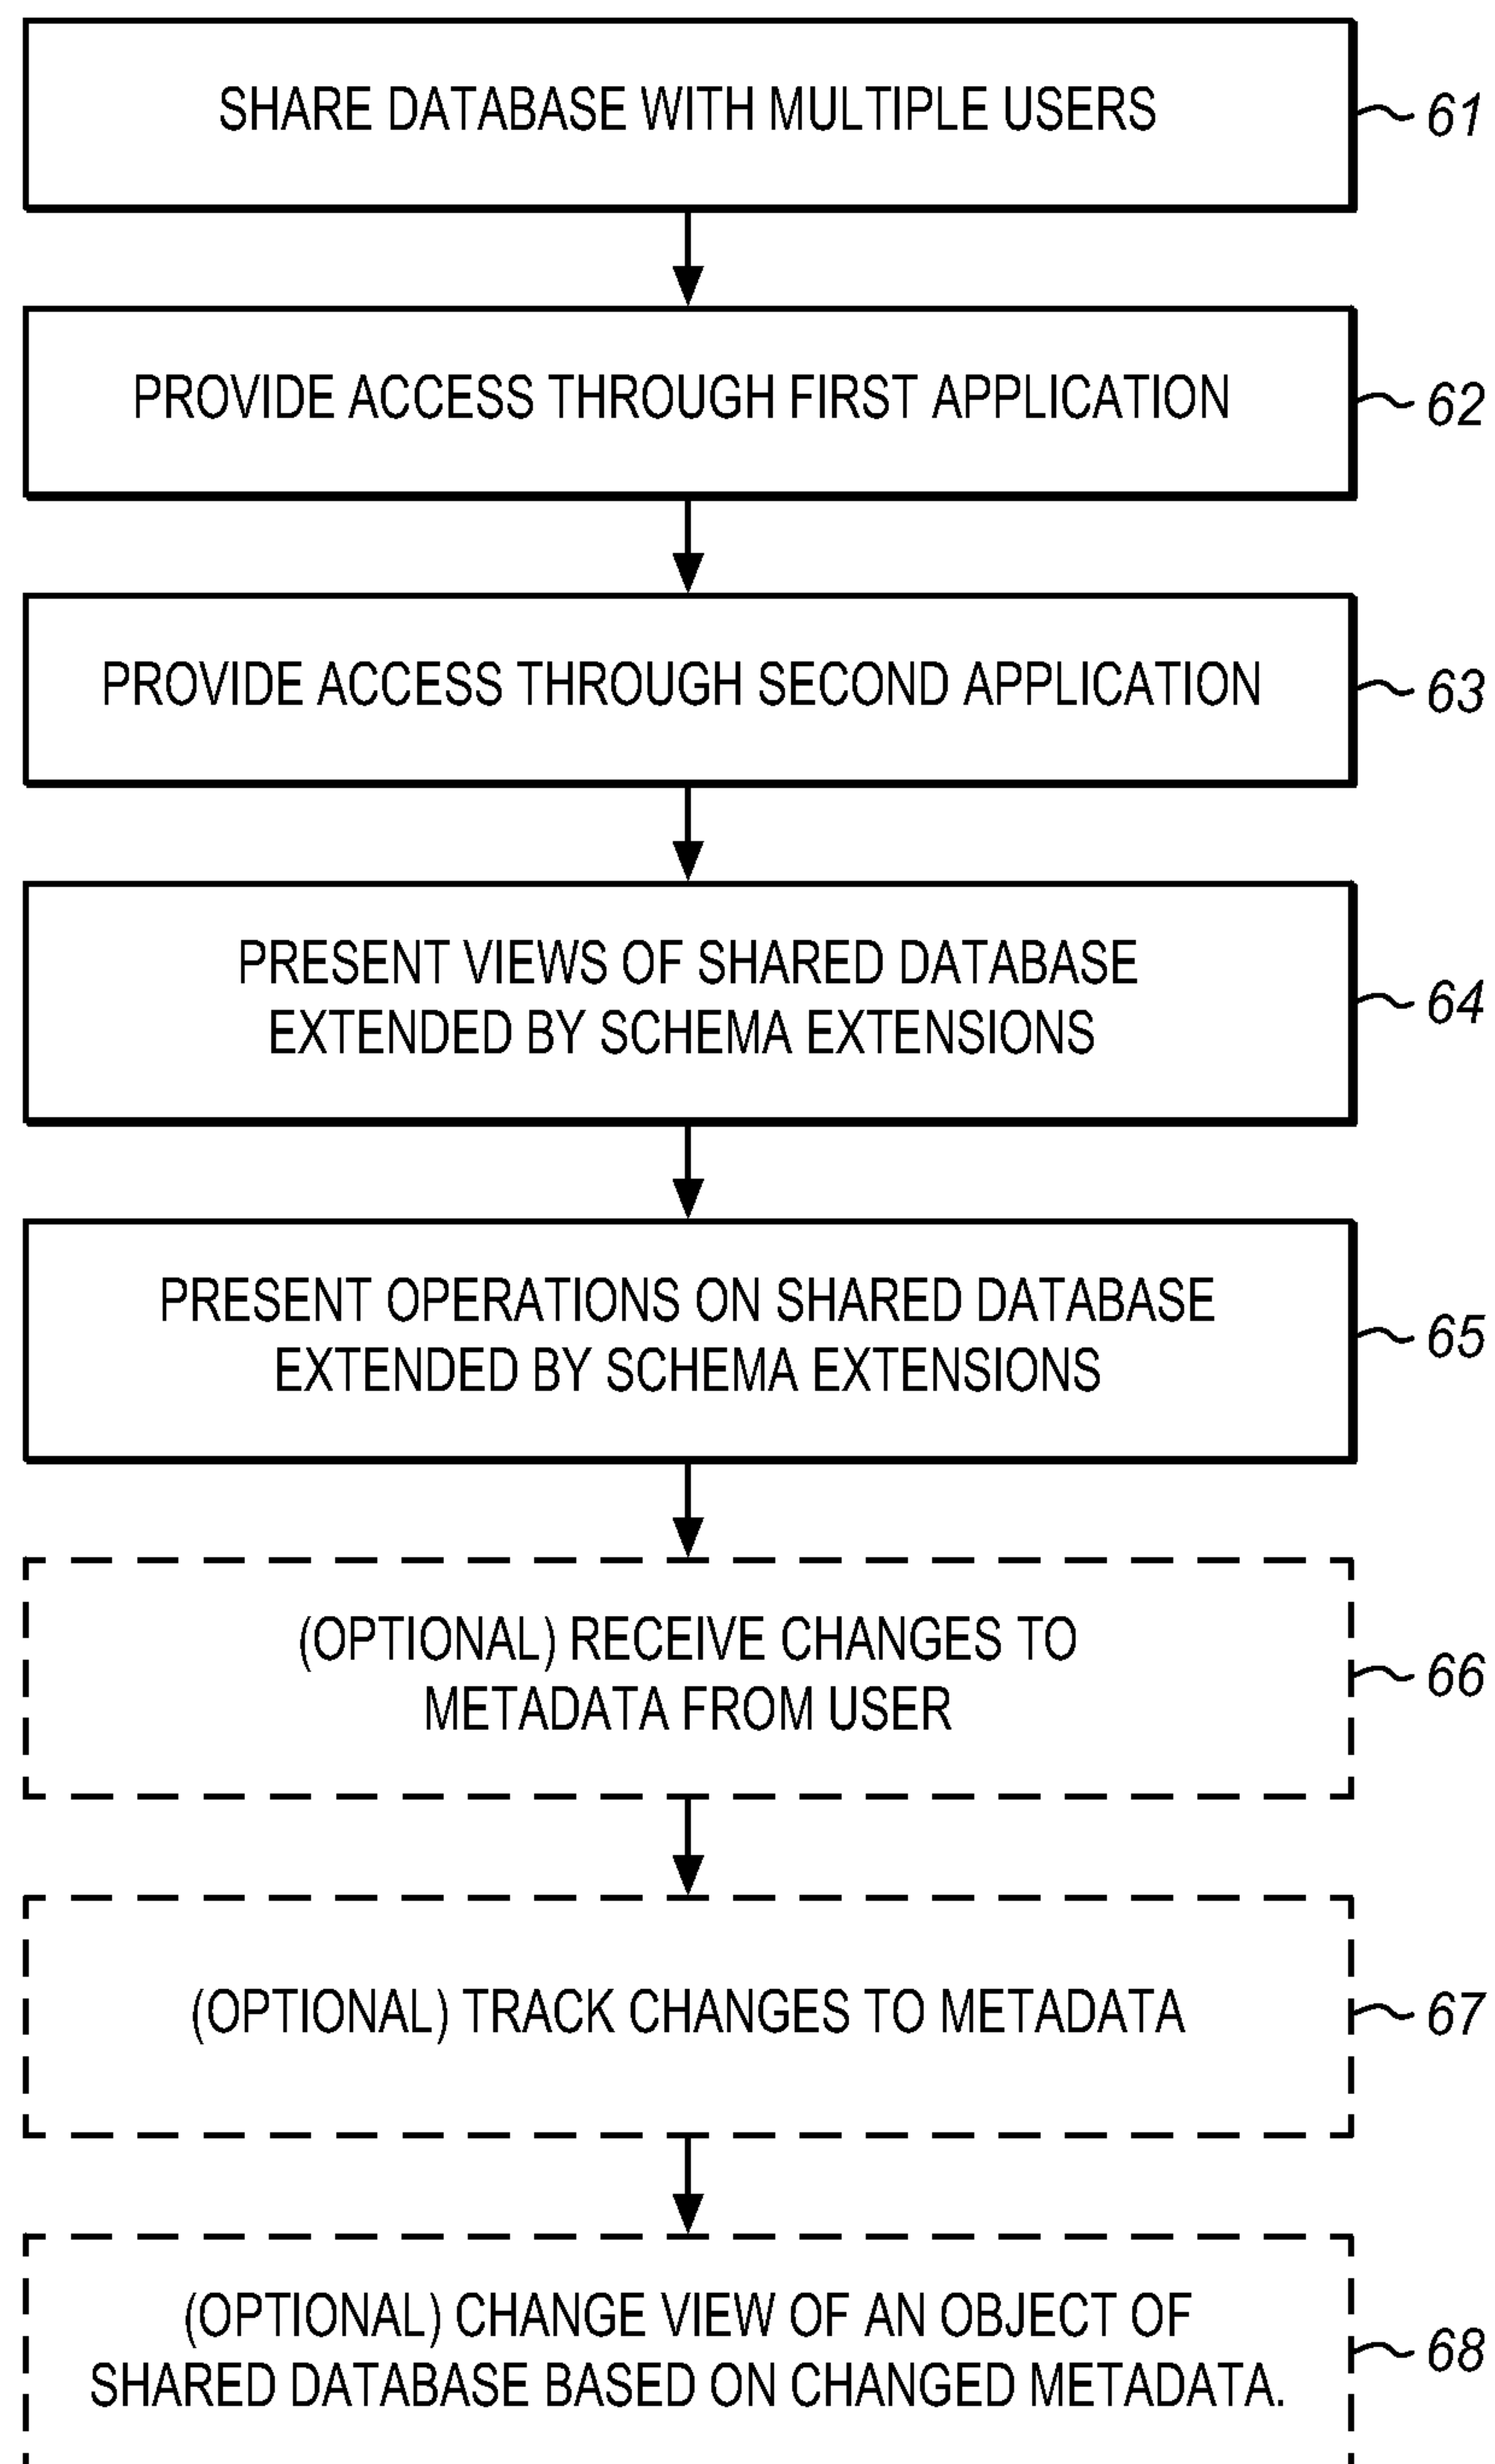 SHARE DATABASE WITH MULTIPLE USERS
61
PROVIDE ACCESS THROUGH FIRST APPLICATION
62
PROVIDE ACCESS THROUGH SECOND APPLICATION
63
PRESENT VIEWS OF SHARED DATABASE
EXTENDED BY SCHEMA EXTENSIONS
64
PRESENT OPERATIONS ON SHARED DATABASE
EXTENDED BY SCHEMA EXTENSIONS
65
(OPTIONAL) RECEIVE CHANGES TO
METADATA FROM USER
66
(OPTIONAL) TRACK CHANGES TO METADATA
67
(OPTIONAL) CHANGE VIEW OF AN OBJECT OF
SHARED DATABASE BASED ON CHANGED METADATA.
68